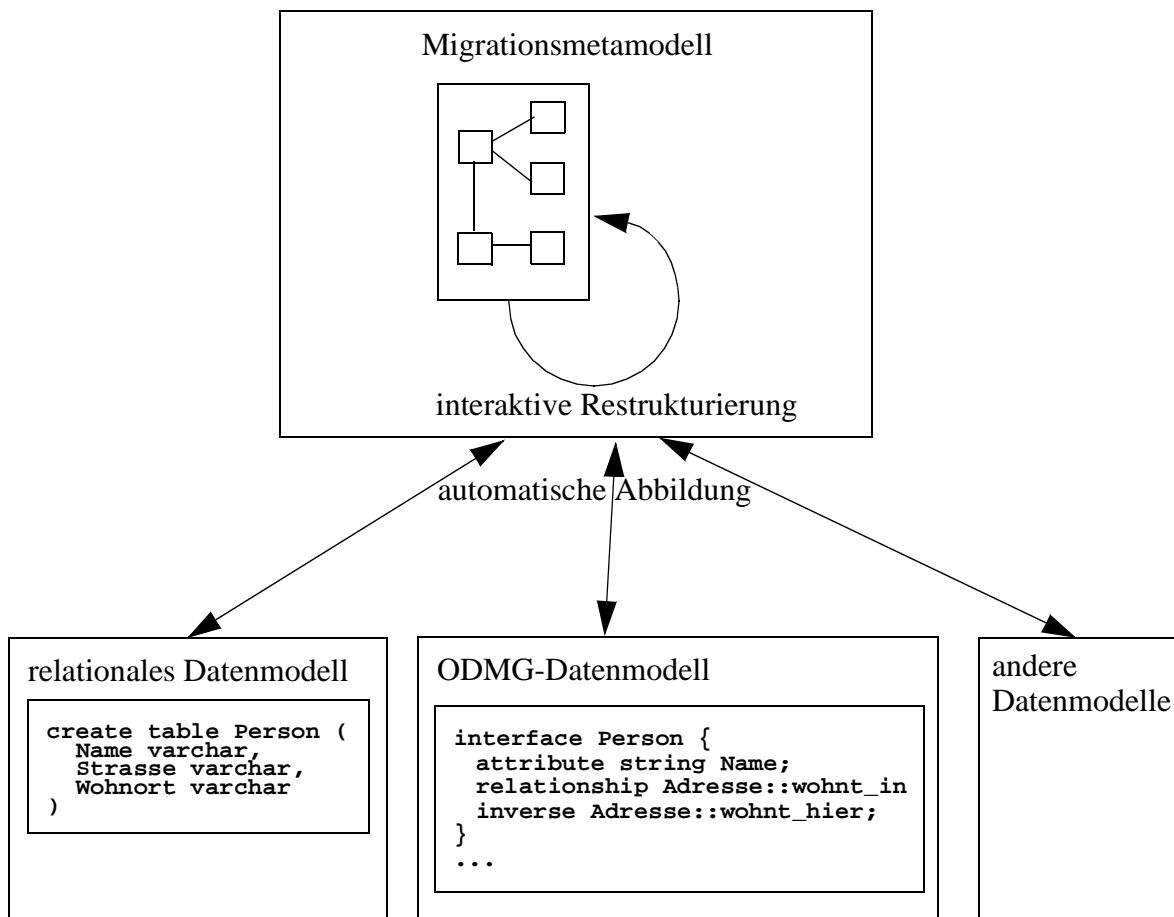 Migrationsmetamodell
interaktive Restrukturierung
automatische Abbildung
relationales Datenmodell
create table Person (
Name varchar,
Strasse varchar,
Wohnort varchar
)
ODMG-Datenmodell
interface Person {
attribute string Name;
relationship Adresse::wohnt_in
inverse Adresse::wohnt_hier;
}
...
andere
Datenmodelle